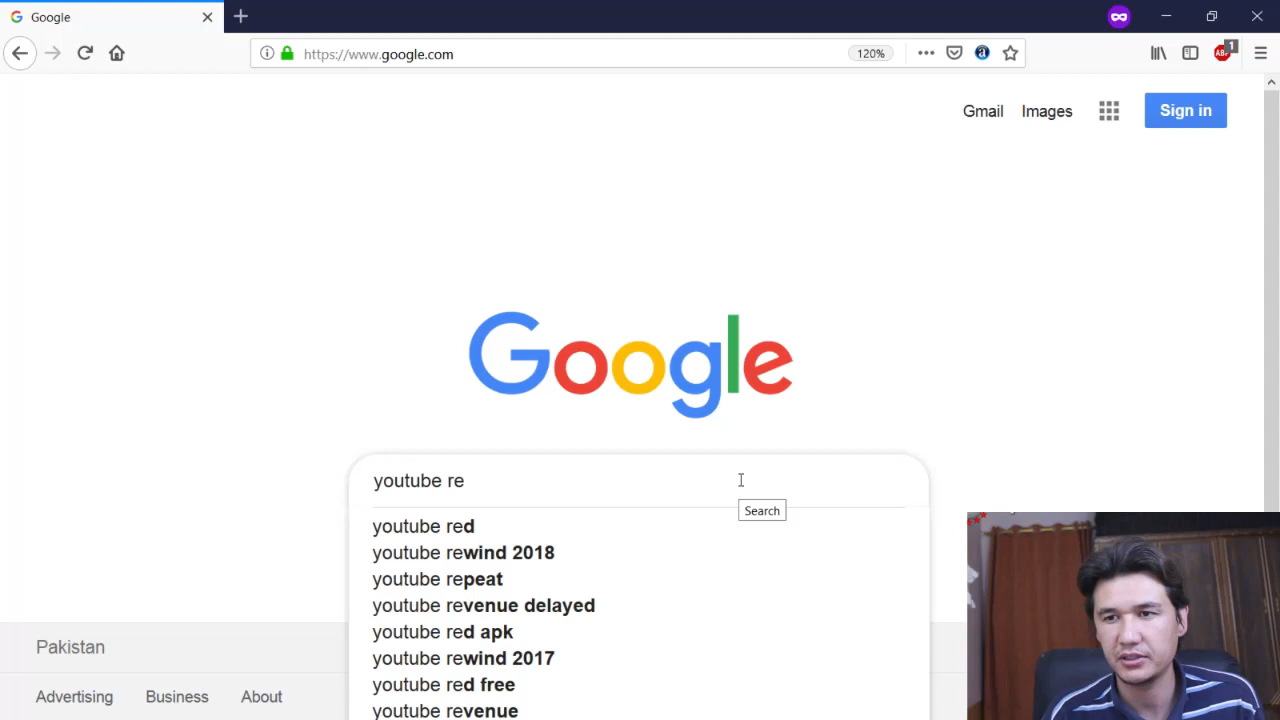 Google
https://www.google.com
120%
ABP
1
Gmail
Images
Sign in
Google
youtube re
Search
youtube red
youtube rewind 2018
youtube repeat
youtube revenue delayed
youtube red apk
youtube rewind 2017
youtube red free
youtube revenue
Pakistan
Advertising
Business
About